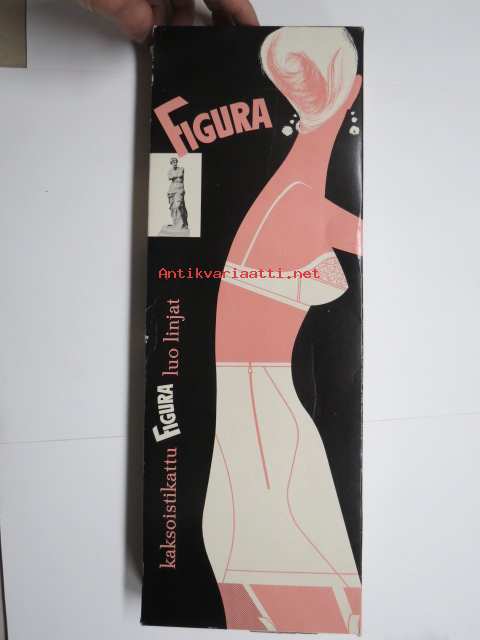 FIGURA
Antikvariaatti.net
kaksoistikattu FIGURA luo linjat